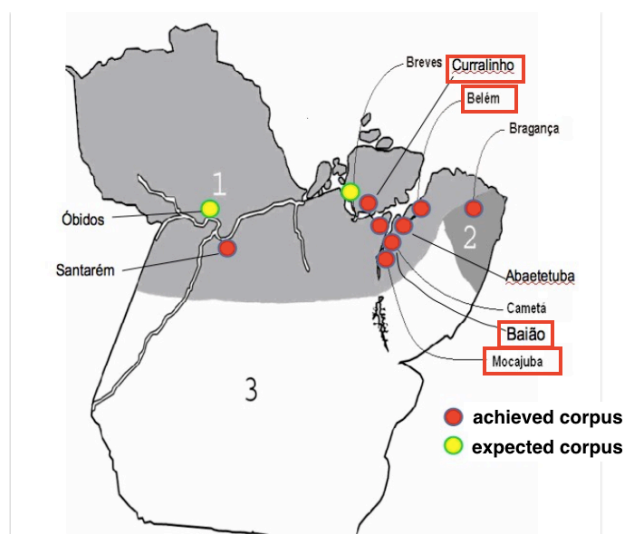 Breves
Curralinho
Belém
Bragança
1
Óbidos
2
Santarém
Abaetetuba
Cametá
Baião
Mocajuba
3
achieved corpus
expected corpus